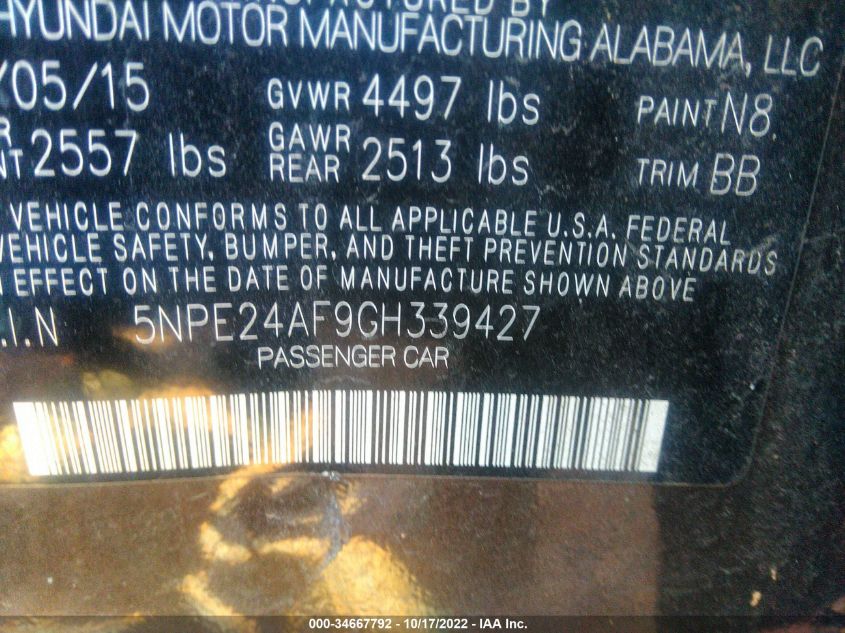 HYUNDAI MOTOR MANUFACTURING ALABAMA, LLC
/05/15 GVWR 4497 lbs PAINT N8.
2557 lbs GAWR REAR 2513 lbs TRIM BB
VEHICLE CONFORMS TO ALL APPLICABLE U.S.A. FEDERAL
VEHICLE SAFETY, BUMPER, AND THEFT PREVENTION STANDARDS
EFFECT ON THE DATE OF MANUFACTURE SHOWN ABOVE
.I.N 5NPE24AF9GH339427
PASSENGER CAR
000-34667792 - 10/17/2022 - IAA Inc.